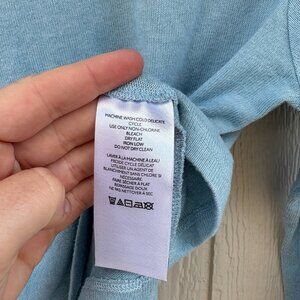 MACHINE WASH COLD DELICATE
CYCLE
USE ONLY NON-CHLORINE
BLEACH
DRY FLAT
IRON LOW
DO NOT DRY CLEAN
LAVER À LA MACHINE À L'EAU
FROIDE CYCLE DÉLICAT
UTILISER UN AGENT DE
BLANCHIMENT SANS CHLORE SI
NÉCESSAIRE
FAIRE SÉCHER À PLAT
REPASSAGE DOUX
NE PAS NETTOYER À SEC